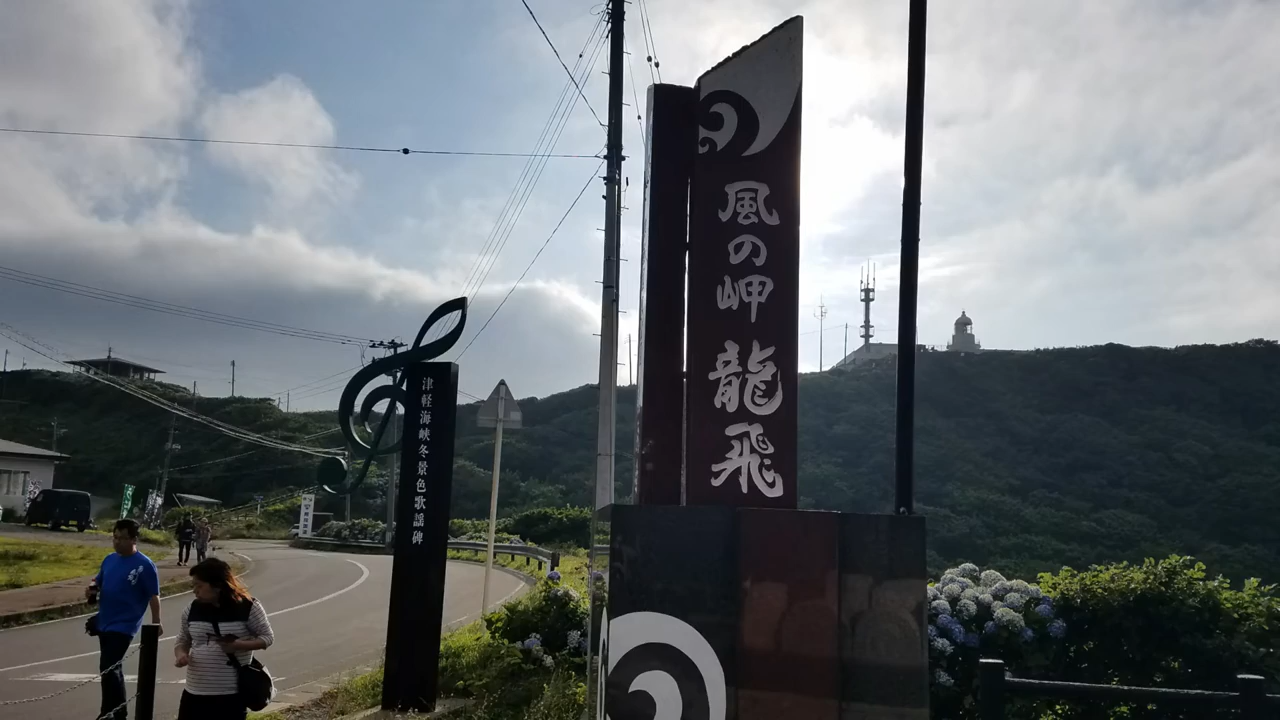 風の岬 龍飛
津軽海峡冬景色歌謡碑